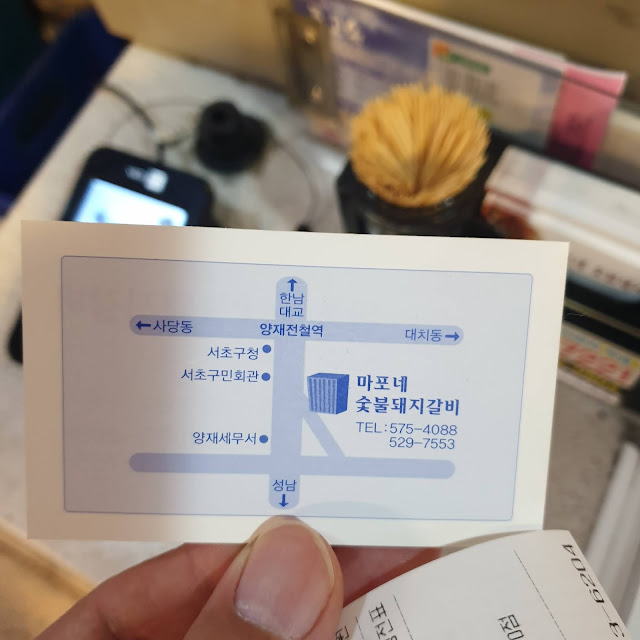 한남
대교
←사당동
양재전철역
대치동→
서초구청
서초구민회관
마포네
숯불돼지갈비
TEL:575-4088
529-7553
양재세무서
성남